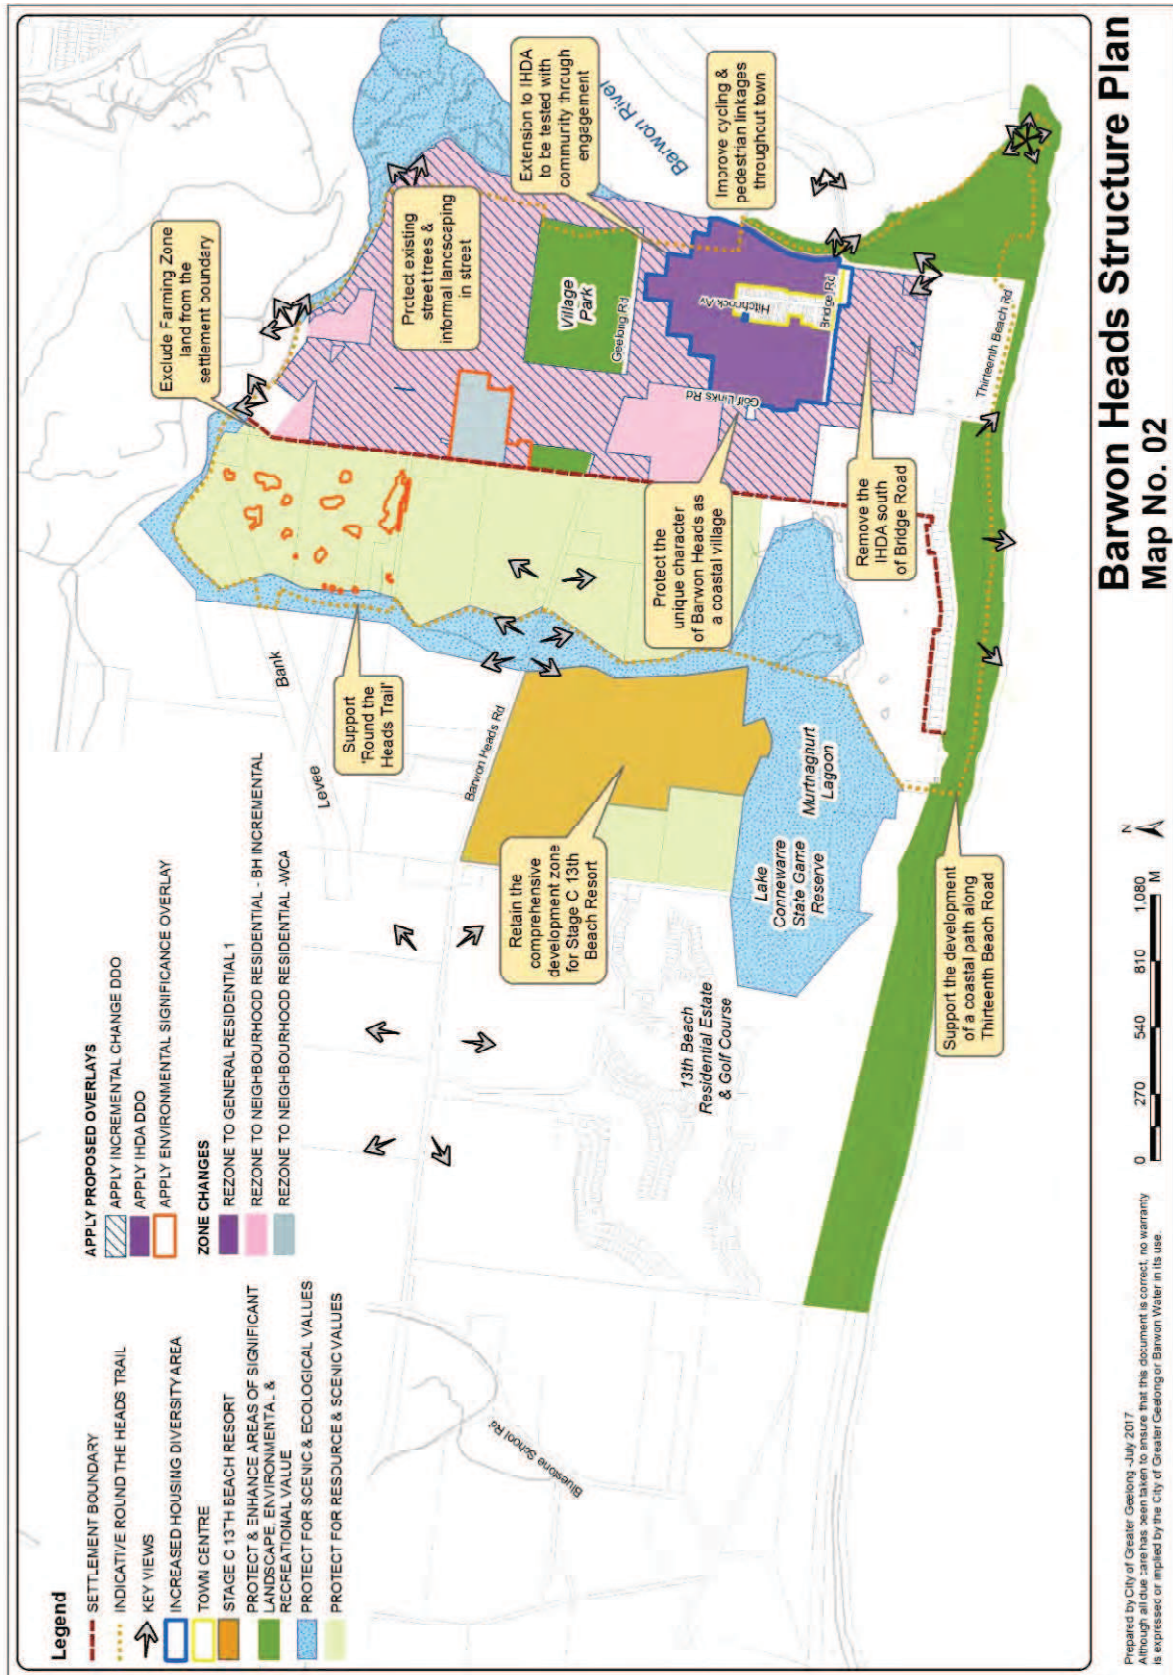 Legend
SETTLEMENT BOUNDARY
INDICATIVE ROUND THE HEADS TRAIL
KEY VIEWS
INCREASED HOUSING DIVERSITY AREA
TOWN CENTRE
STAGE C 13TH BEACH RESORT
PROTECT & ENHANCE AREAS OF SIGNIFICANT
LANDSCAPE, ENVIRONMENTAL &
RECREATIONAL VALUE
PROTECT FOR SCENIC & ECOLOGICAL VALUES
PROTECT FOR RESOURCE & SCENIC VALUES
APPLY PROPOSED OVERLAYS
APPLY INCREMENTAL CHANGE DDO
APPLY IHDA DDO
APPLY ENVIRONMENTAL SIGNIFICANCE OVERLAY
ZONE CHANGES
REZONE TO GENERAL RESIDENTIAL 1
REZONE TO NEIGHBOURHOOD RESIDENTIAL - BH INCREMENTAL
REZONE TO NEIGHBOURHOOD RESIDENTIAL -WCA
Levee
Bank
Support
'Round the
Heads Trail'
Exclude Farming Zone
land from the
settlement boundary
Protect existing
street trees &
informal lanscaping
in street
Extension to IHDA
to be tested with
community through
engagement
Barwon River
Improve cycling &
pedestrian linkages
throughout town
Village
Park
Geelong Rd
Hitchcock Av
Bridge Rd
Golf Links Rd
Barwon Heads Rd
Protect the
unique character
of Barwon Heads as
a coastal village
Remove the
IHDA south
of Bridge Road
Thirteenth Beach Rd
Retain the
comprehensive
development zone
for Stage C 13th
Beach Resort
Lake
Connewarre
State Game
Reserve
Murtnaghurt
Lagoon
13th Beach
Residential Estate
& Golf Course
Bluestone School Rd
Support the development
of a coastal path along
Thirteenth Beach Road
Prepared by City of Greater Geelong -July 2017
Although all due care has been taken to ensure that this document is correct, no warranty
is expressed or implied by the City of Greater Geelong or Barwon Water in its use.
0 270 540 810 1,080
M
N
Barwon Heads Structure Plan
Map No. 02